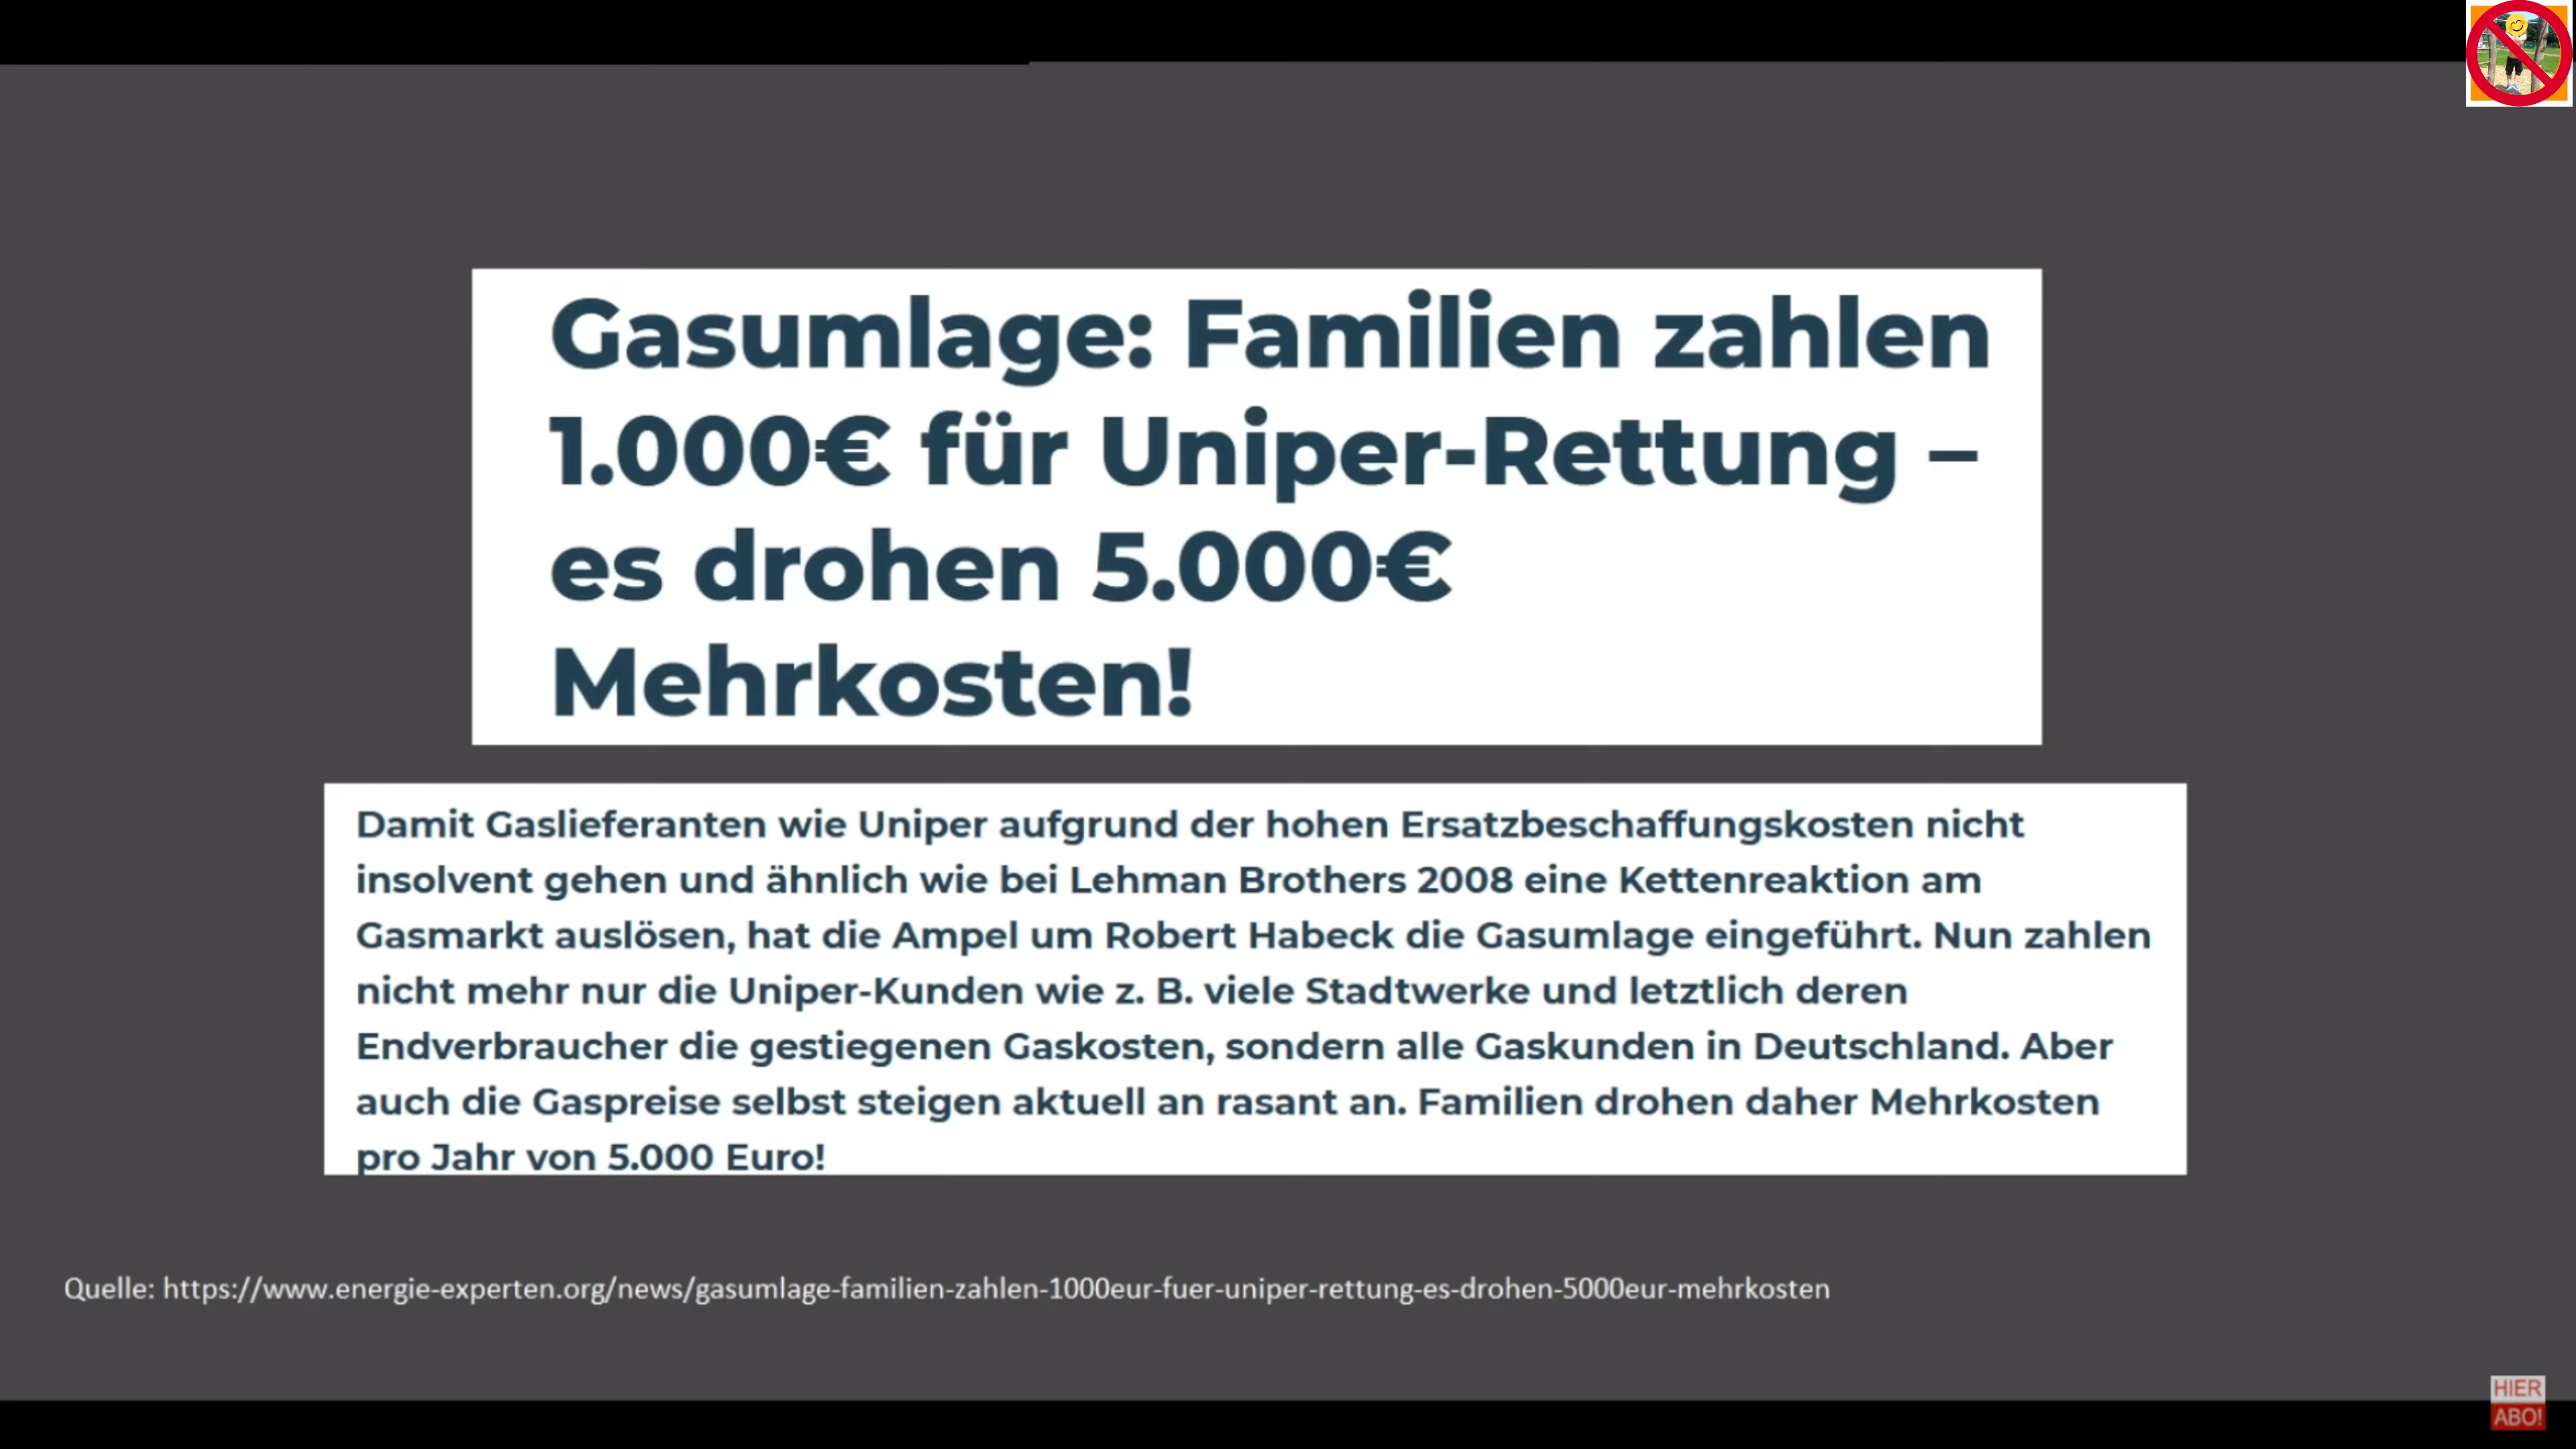 Gasumlage: Familien zahlen
1.000€ für Uniper-Rettung –
es drohen 5.000€
Mehrkosten!
Damit Gaslieferanten wie Uniper aufgrund der hohen Ersatzbeschaffungskosten nicht
insolvent gehen und ähnlich wie bei Lehman Brothers 2008 eine Kettenreaktion am
Gasmarkt auslösen, hat die Ampel um Robert Habeck die Gasumlage eingeführt. Nun zahlen
nicht mehr nur die Uniper-Kunden wie z. B. viele Stadtwerke und letztlich deren
Endverbraucher die gestiegenen Gaskosten, sondern alle Gaskunden in Deutschland. Aber
auch die Gaspreise selbst steigen aktuell an rasant an. Familien drohen daher Mehrkosten
pro Jahr von 5.000 Euro!
Quelle: https://www.energie-experten.org/news/gasumlage-familien-zahlen-1000eur-fuer-uniper-rettung-es-drohen-5000eur-mehrkosten
HIER
ABO!